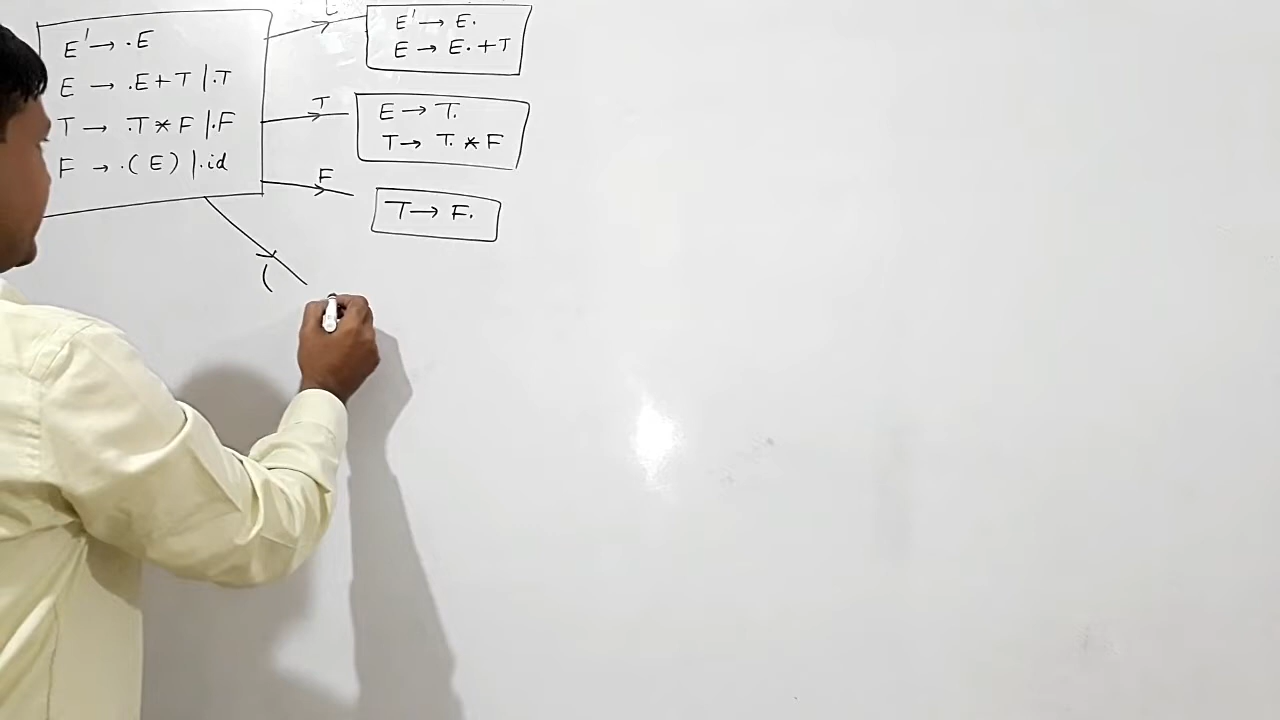 E' → .E
E → .E+T |.T
T → .T*F |.F
F → .(E) |.id
E
E' → E.
E → E.+T
T
E → T.
T → T.*F
F
T → F.
(